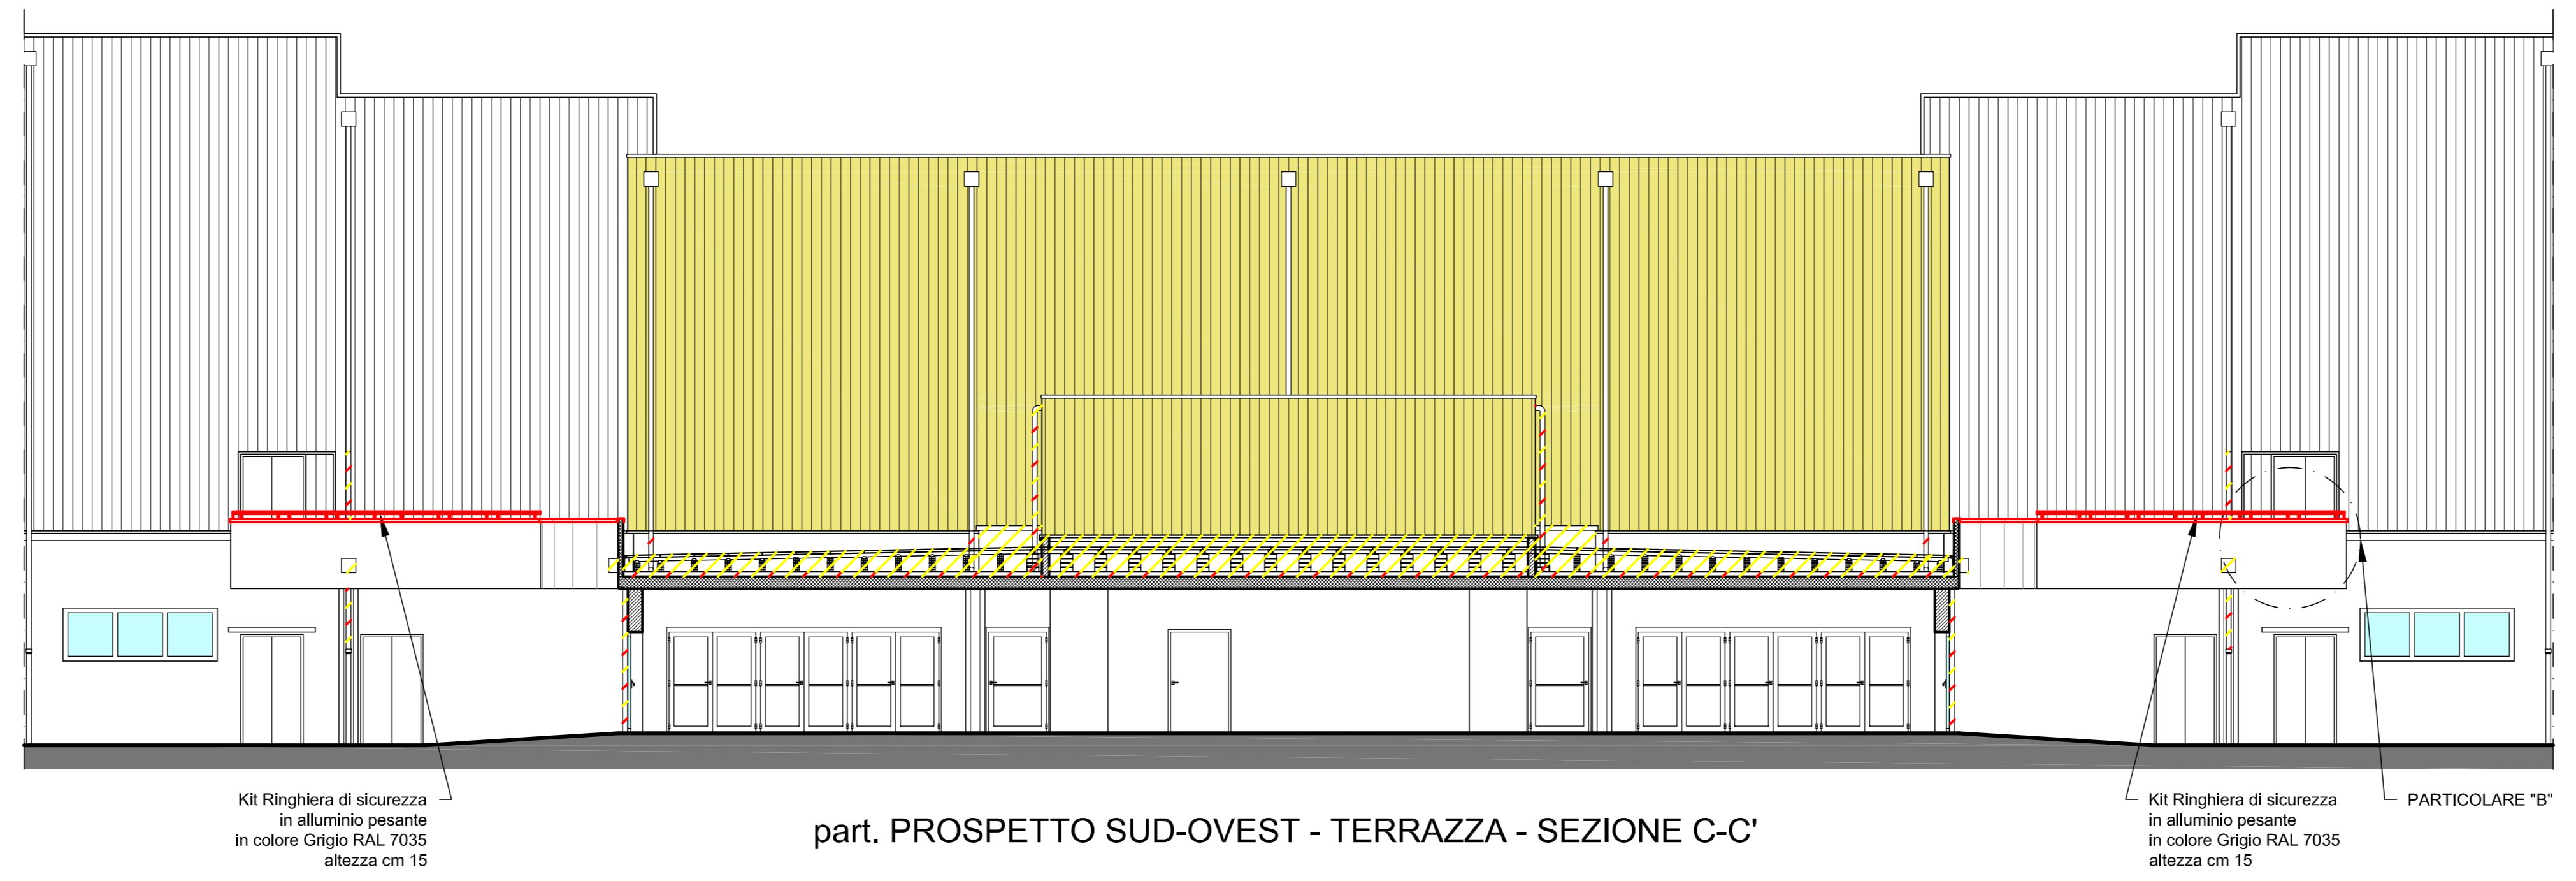 Kit Ringhiera di sicurezza
in alluminio pesante
in colore Grigio RAL 7035
altezza cm 15
part. PROSPETTO SUD-OVEST - TERRAZZA - SEZIONE C-C'
Kit Ringhiera di sicurezza
in alluminio pesante
in colore Grigio RAL 7035
altezza cm 15
PARTICOLARE "B"